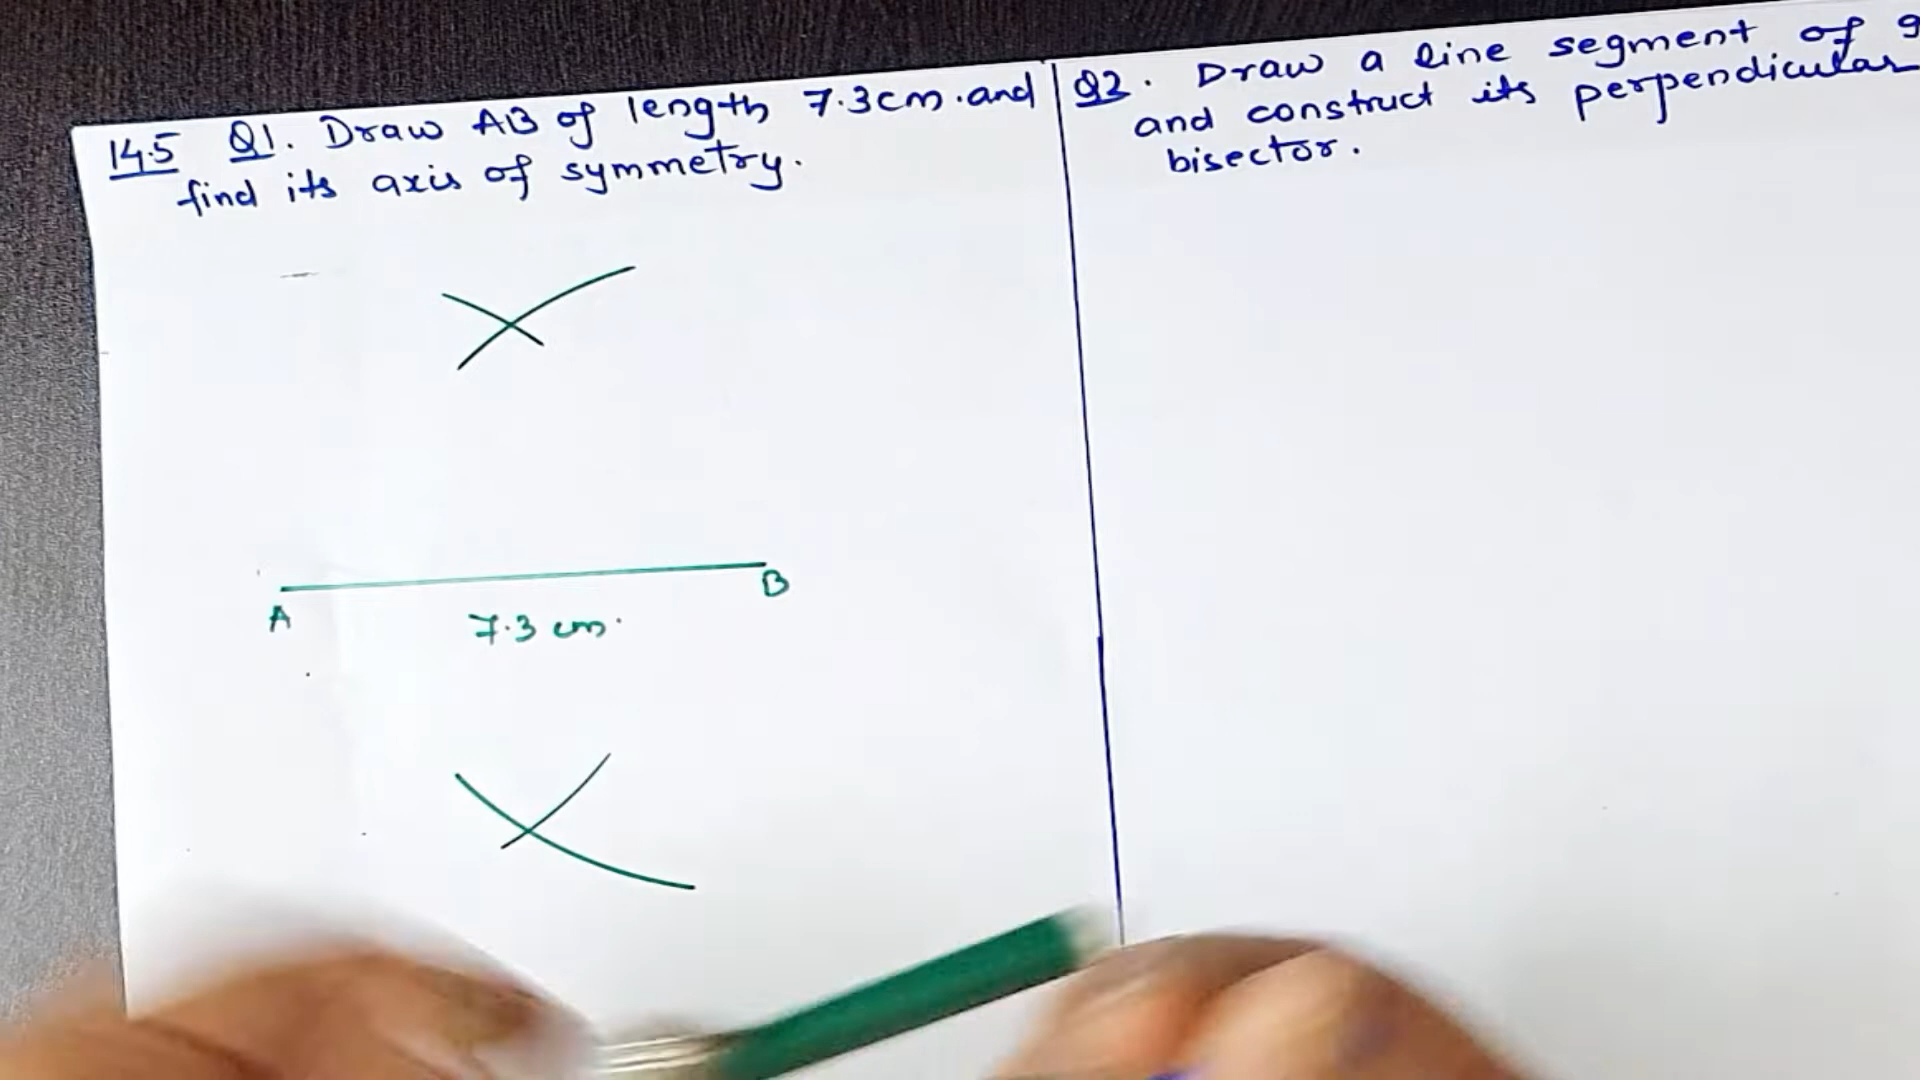 14.5 Q1. Draw AB of length 7.3cm. and
find its axis of symmetry.
Q2. Draw a line segment of 9
and construct its perpendicular
bisector.
A
B
7.3 cm.